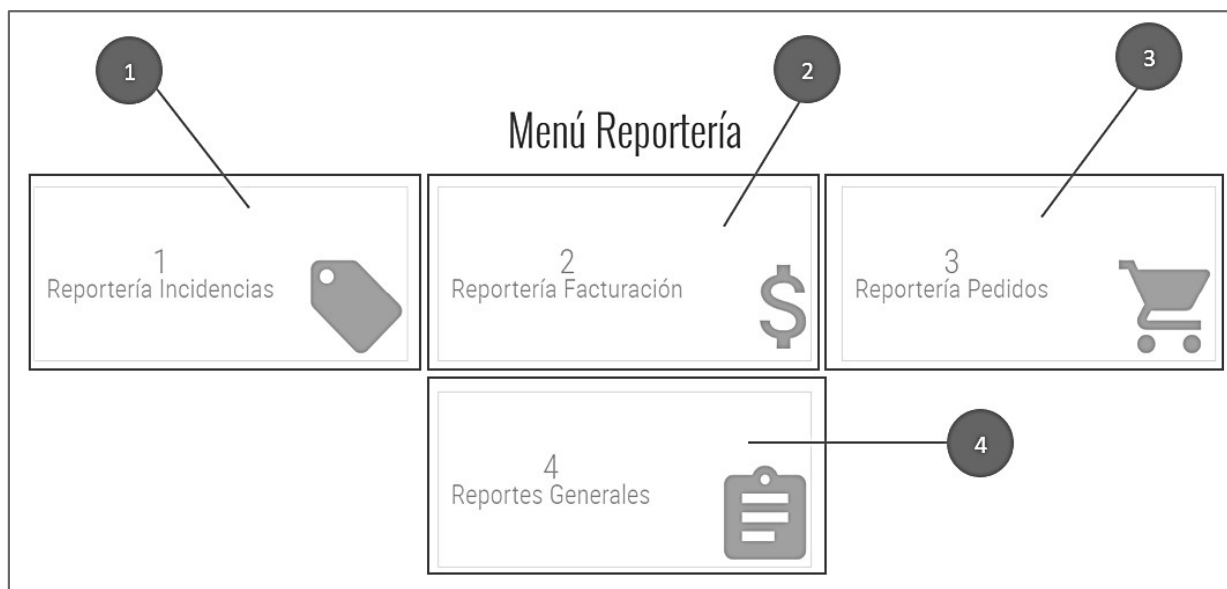 1
2
3
Menú Reportería
1
Reportería Incidencias
2
Reportería Facturación
$
3
Reportería Pedidos
4
Reportes Generales
4